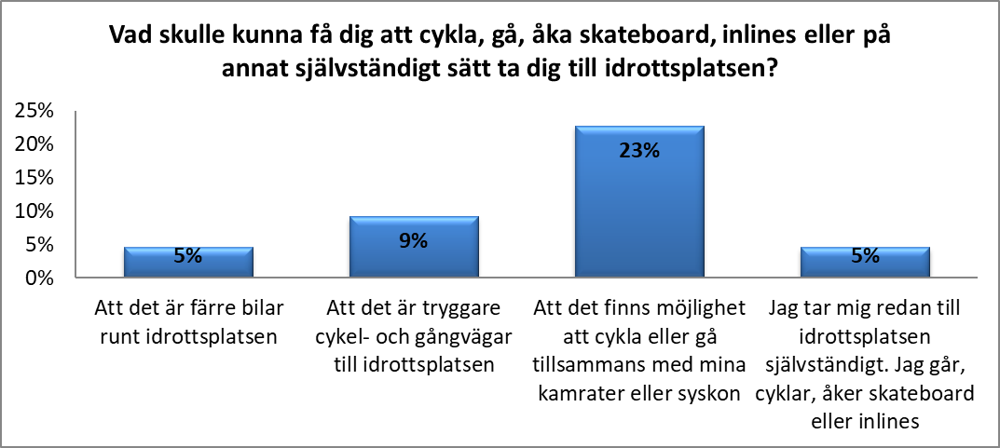 Vad skulle kunna få dig att cykla, gå, åka skateboard, inlines eller på
annat självständigt sätt ta dig till idrottsplatsen?
25%
20%
15%
10%
5%
0%
5%
9%
23%
5%
Att det är färre bilar
runt idrottsplatsen
Att det är tryggare
cykel- och gångvägar
till idrottsplatsen
Att det finns möjlighet
att cykla eller gå
tillsammans med mina
kamrater eller syskon
Jag tar mig redan till
idrottsplatsen
självständigt. Jag går,
cyklar, åker skateboard
eller inlines